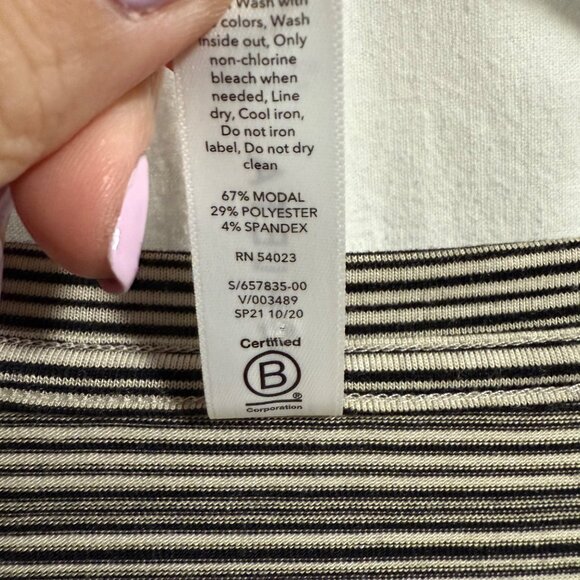 Wash with
colors, Wash
inside out, Only
non-chlorine
bleach when
needed, Line
dry, Cool iron,
Do not iron
label, Do not dry
clean
67% MODAL
29% POLYESTER
4% SPANDEX
RN 54023
S/657835-00
V/003489
SP21 10/20
Certified
B
®
Corporation